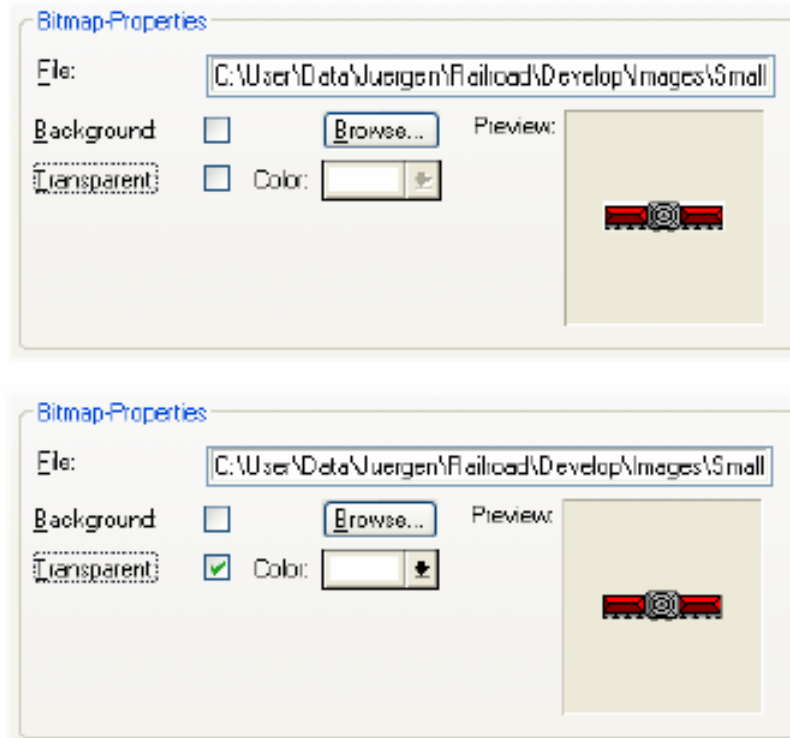 Bitmap-Properties
File:
C:\User\Data\Juergen\Railroad\Develop\Images\Small
Background:
Browse...
Preview:
Transparent:
Color:
Bitmap-Properties
File:
C:\User\Data\Juergen\Railroad\Develop\Images\Small
Background:
Browse...
Preview:
Transparent:
Color: